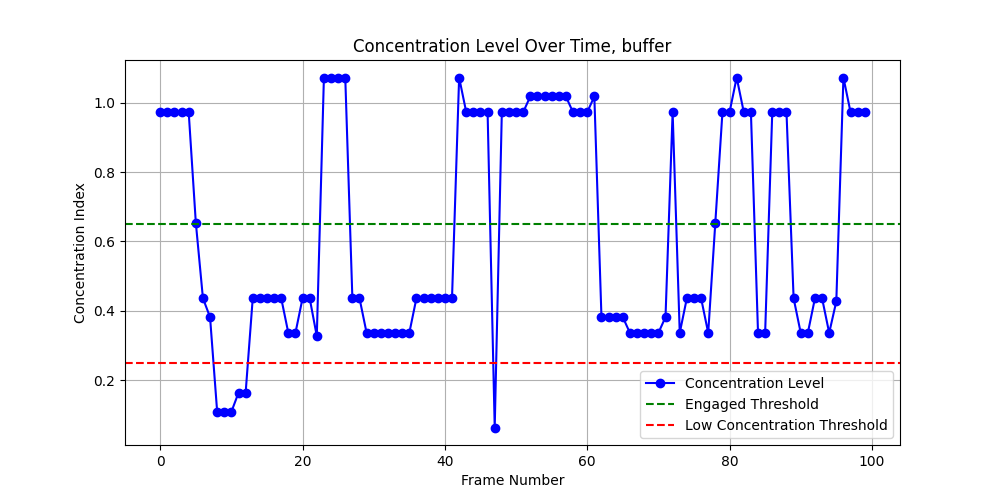 Concentration Level Over Time, buffer
Concentration Index
1.0
0.8
0.6
0.4
0.2
0 20 40 60 80 100
Frame Number
Concentration Level
Engaged Threshold
Low Concentration Threshold